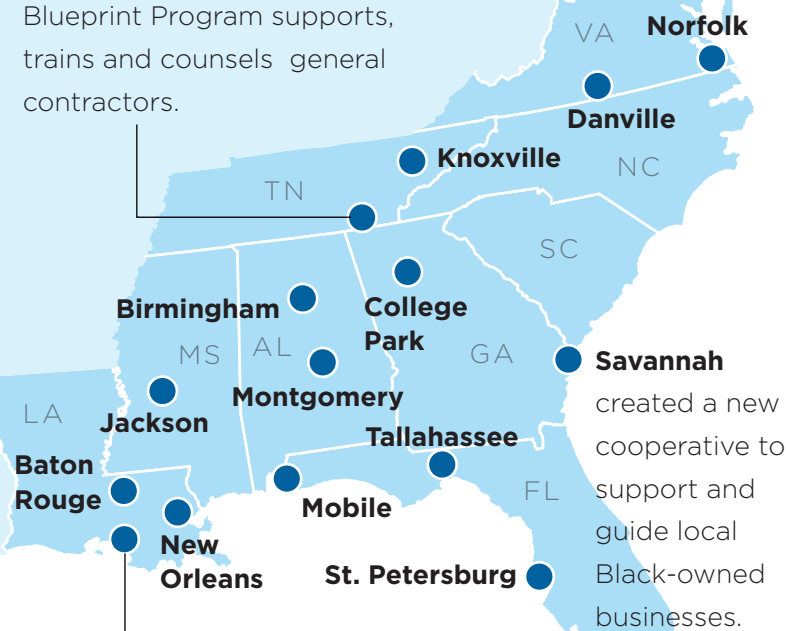 Blueprint Program supports,
trains and counsels general
contractors.
VA
Norfolk
Danville
Knoxville
NC
TN
SC
College
Park
Birmingham
MS
AL
GA
Montgomery
Savannah
created a new
cooperative to
support and
guide local
Black-owned
businesses.
LA
Jackson
Tallahassee
Baton
Rouge
FL
Mobile
New
Orleans
St. Petersburg